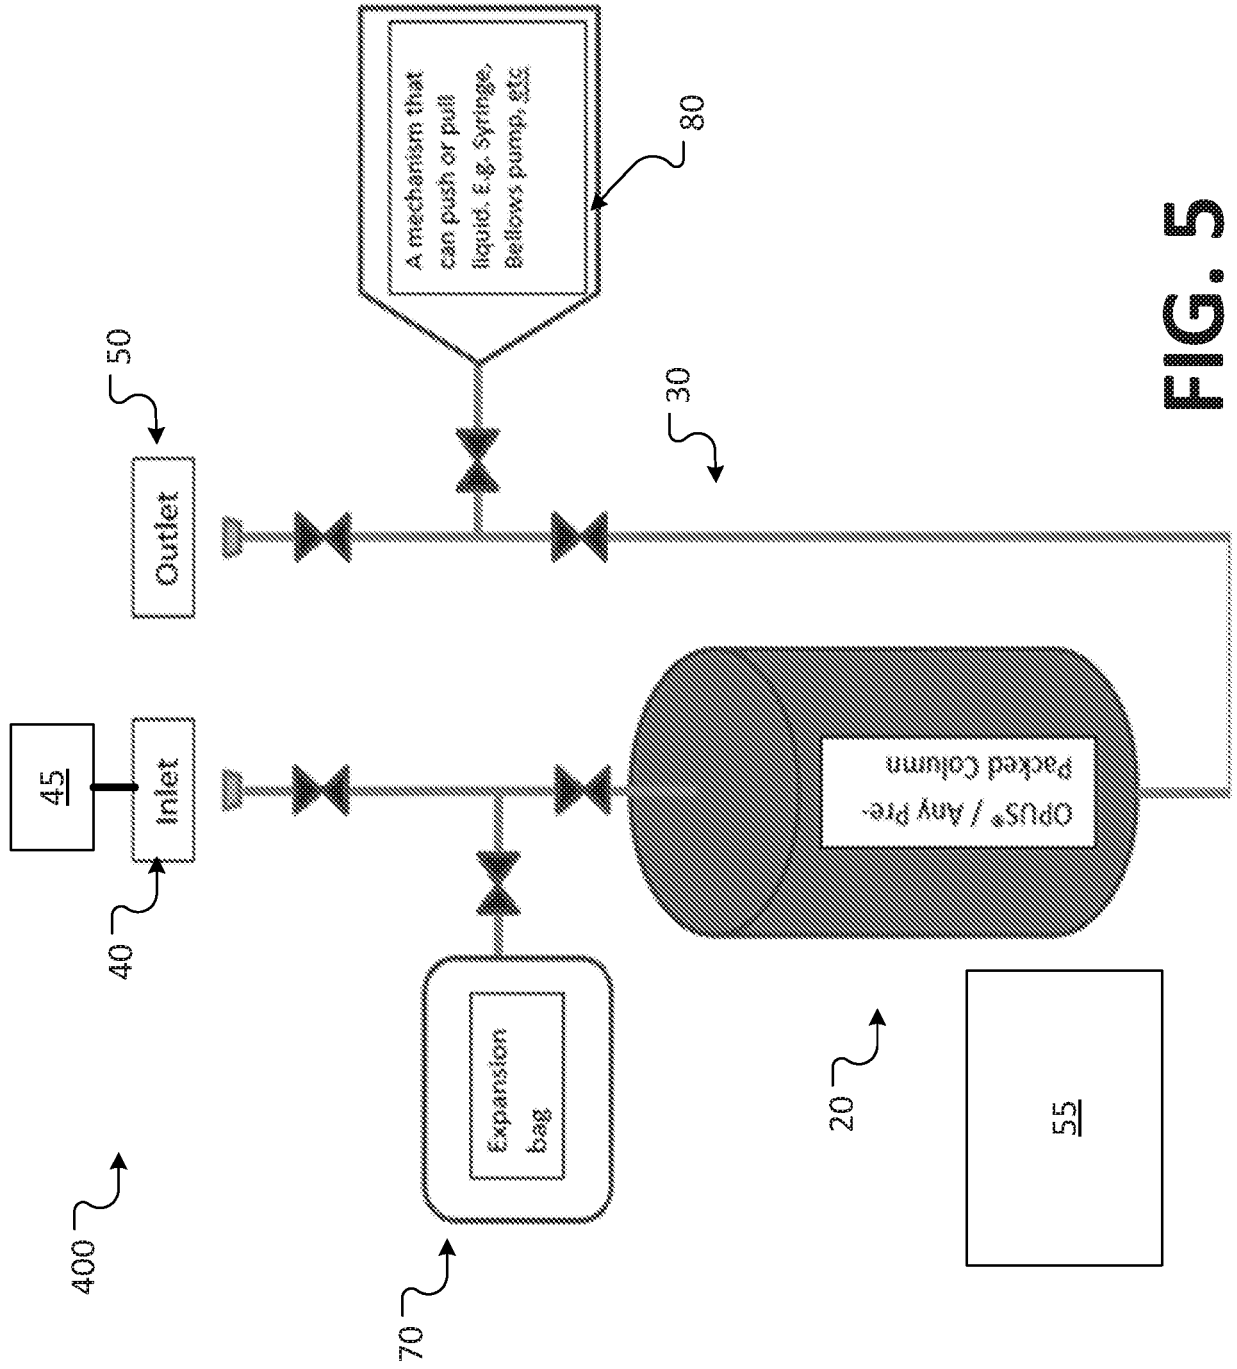 400
45
Inlet
40
Outlet
50
A mechanism that
can push or pull
liquid. E.g. Syringe,
Bellows pump, etc
80
Expansion
bag
70
30
OPUS® / Any Pre-
Packed Column
20
55
FIG. 5